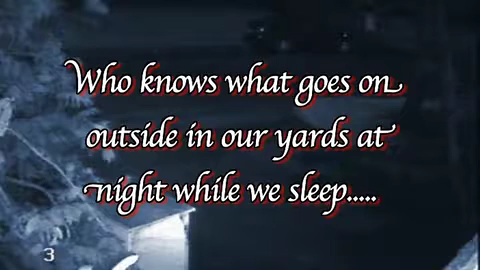 Who knows what goes on
outside in our yards at
night while we sleep.....
3